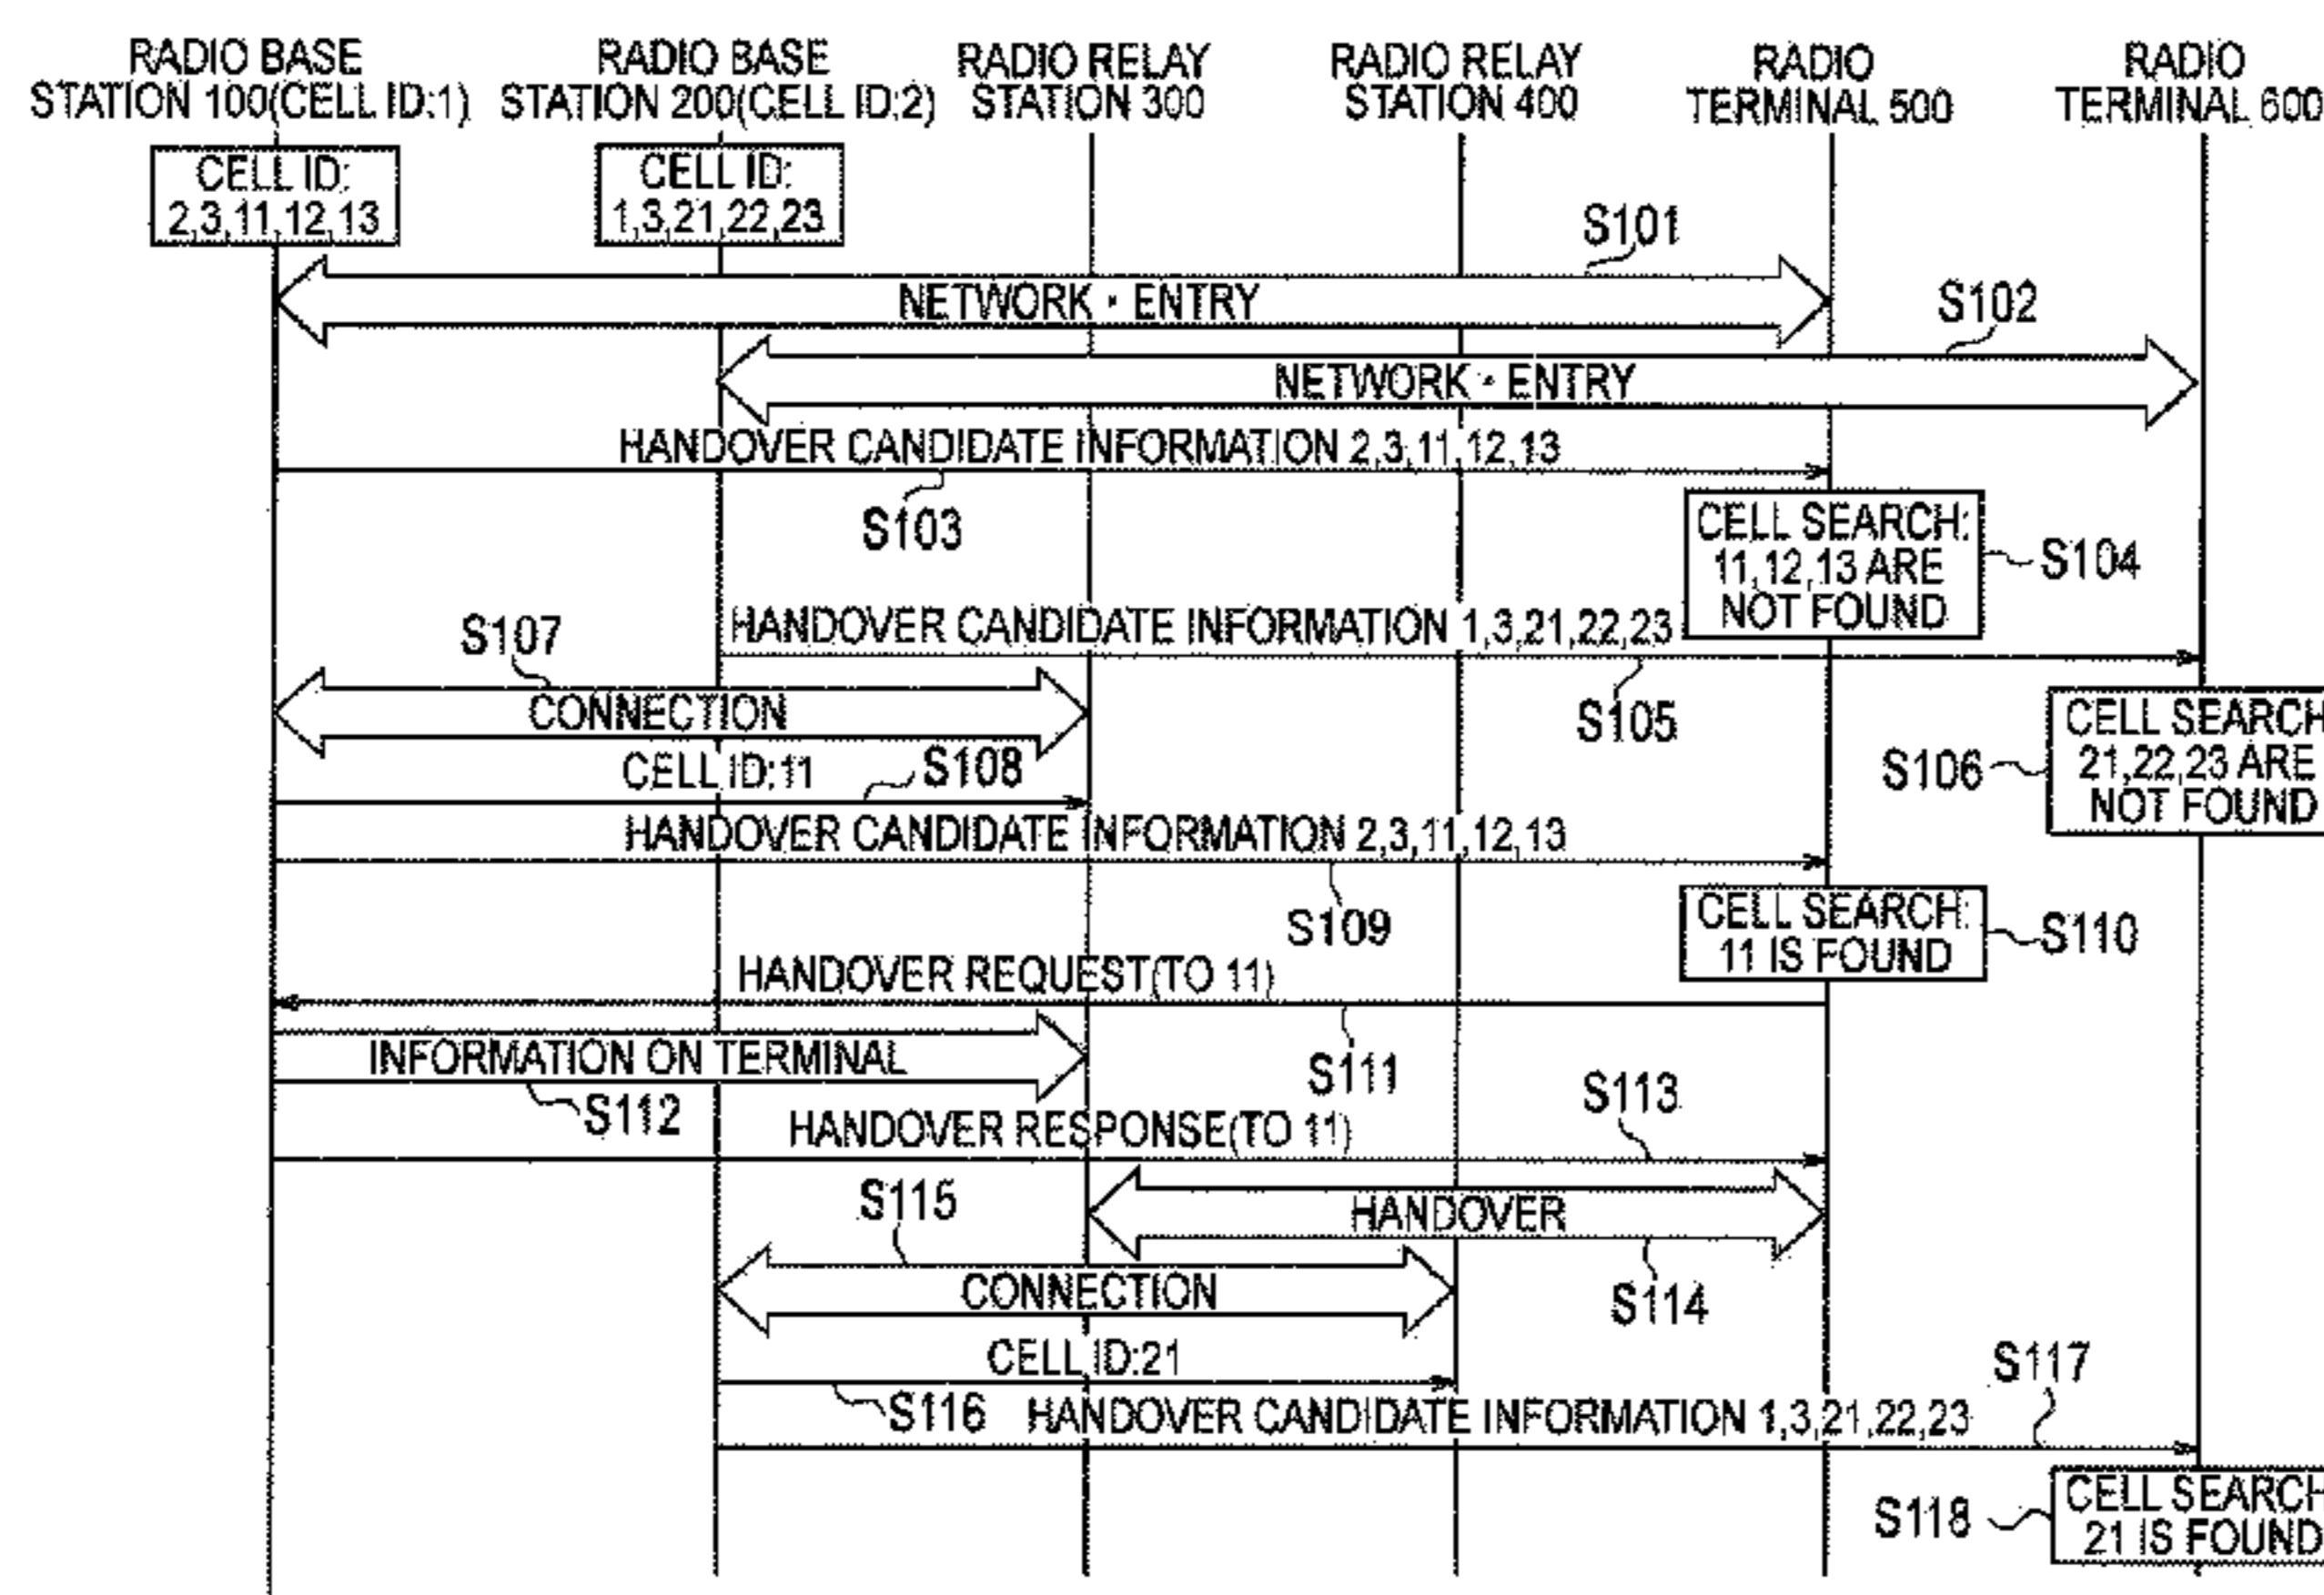 RADIO BASE
STATION 100(CELL ID:1)
RADIO BASE
STATION 200(CELL ID:2)
RADIO RELAY
STATION 300
RADIO RELAY
STATION 400
RADIO
TERMINAL 500
RADIO
TERMINAL 600
CELL ID:
2,3,11,12,13
CELL ID:
1,3,21,22,23
S101
NETWORK・ENTRY
S102
NETWORK・ENTRY
HANDOVER CANDIDATE INFORMATION 2,3,11,12,13
S103
CELL SEARCH:
11,12,13 ARE
NOT FOUND
S104
HANDOVER CANDIDATE INFORMATION 1,3,21,22,23
S105
S107
CONNECTION
CELL SEARCH:
21,22,23 ARE
NOT FOUND
S106
CELL ID:11
S108
HANDOVER CANDIDATE INFORMATION 2,3,11,12,13
S109
CELL SEARCH:
11 IS FOUND
S110
HANDOVER REQUEST(TO 11)
S111
INFORMATION ON TERMINAL
S112
HANDOVER RESPONSE(TO 11)
S113
HANDOVER
S114
S115
CONNECTION
CELL ID:21
S116
HANDOVER CANDIDATE INFORMATION 1,3,21,22,23
S117
CELL SEARCH:
21 IS FOUND
S118